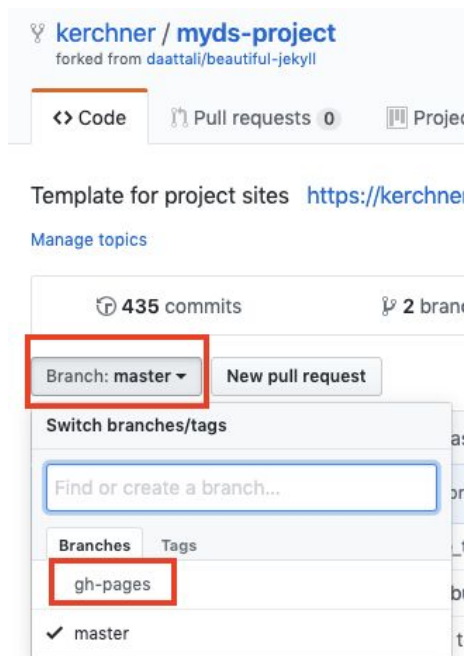 kerchner / myds-project
forked from daattali/beautiful-jekyll
<> Code Pull requests 0
Template for project sites https://kerchner
Manage topics
435 commits 2
Branch: master New pull request
Switch branches/tags
Find or create a branch...
Branches Tags
gh-pages
master